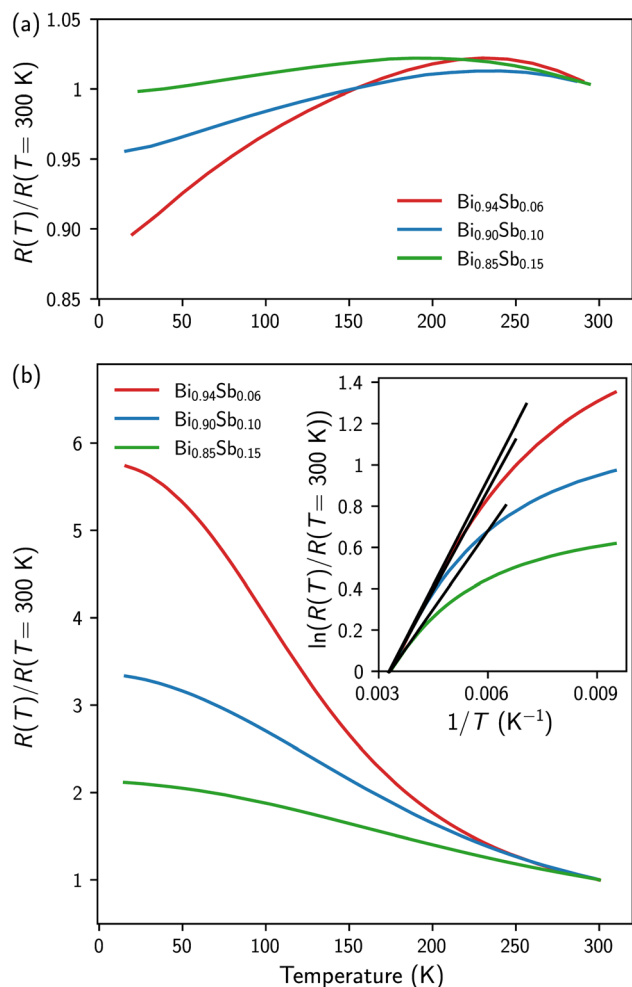 (a)
1.05
1
0.95
0.90
0.85
R(T)/R(T= 300 K)
Bi0.94Sb0.06
Bi0.90Sb0.10
Bi0.85Sb0.15
0 50 100 150 200 250 300
(b)
Bi0.94Sb0.06
Bi0.90Sb0.10
Bi0.85Sb0.15
6
5
4
3
2
1
R(T)/R(T= 300 K)
1.4
1.2
1
0.8
0.6
0.4
0.2
0
ln(R(T)/R(T= 300 K))
0.003 0.006 0.009
1/T (K−1)
0 50 100 150 200 250 300
Temperature (K)